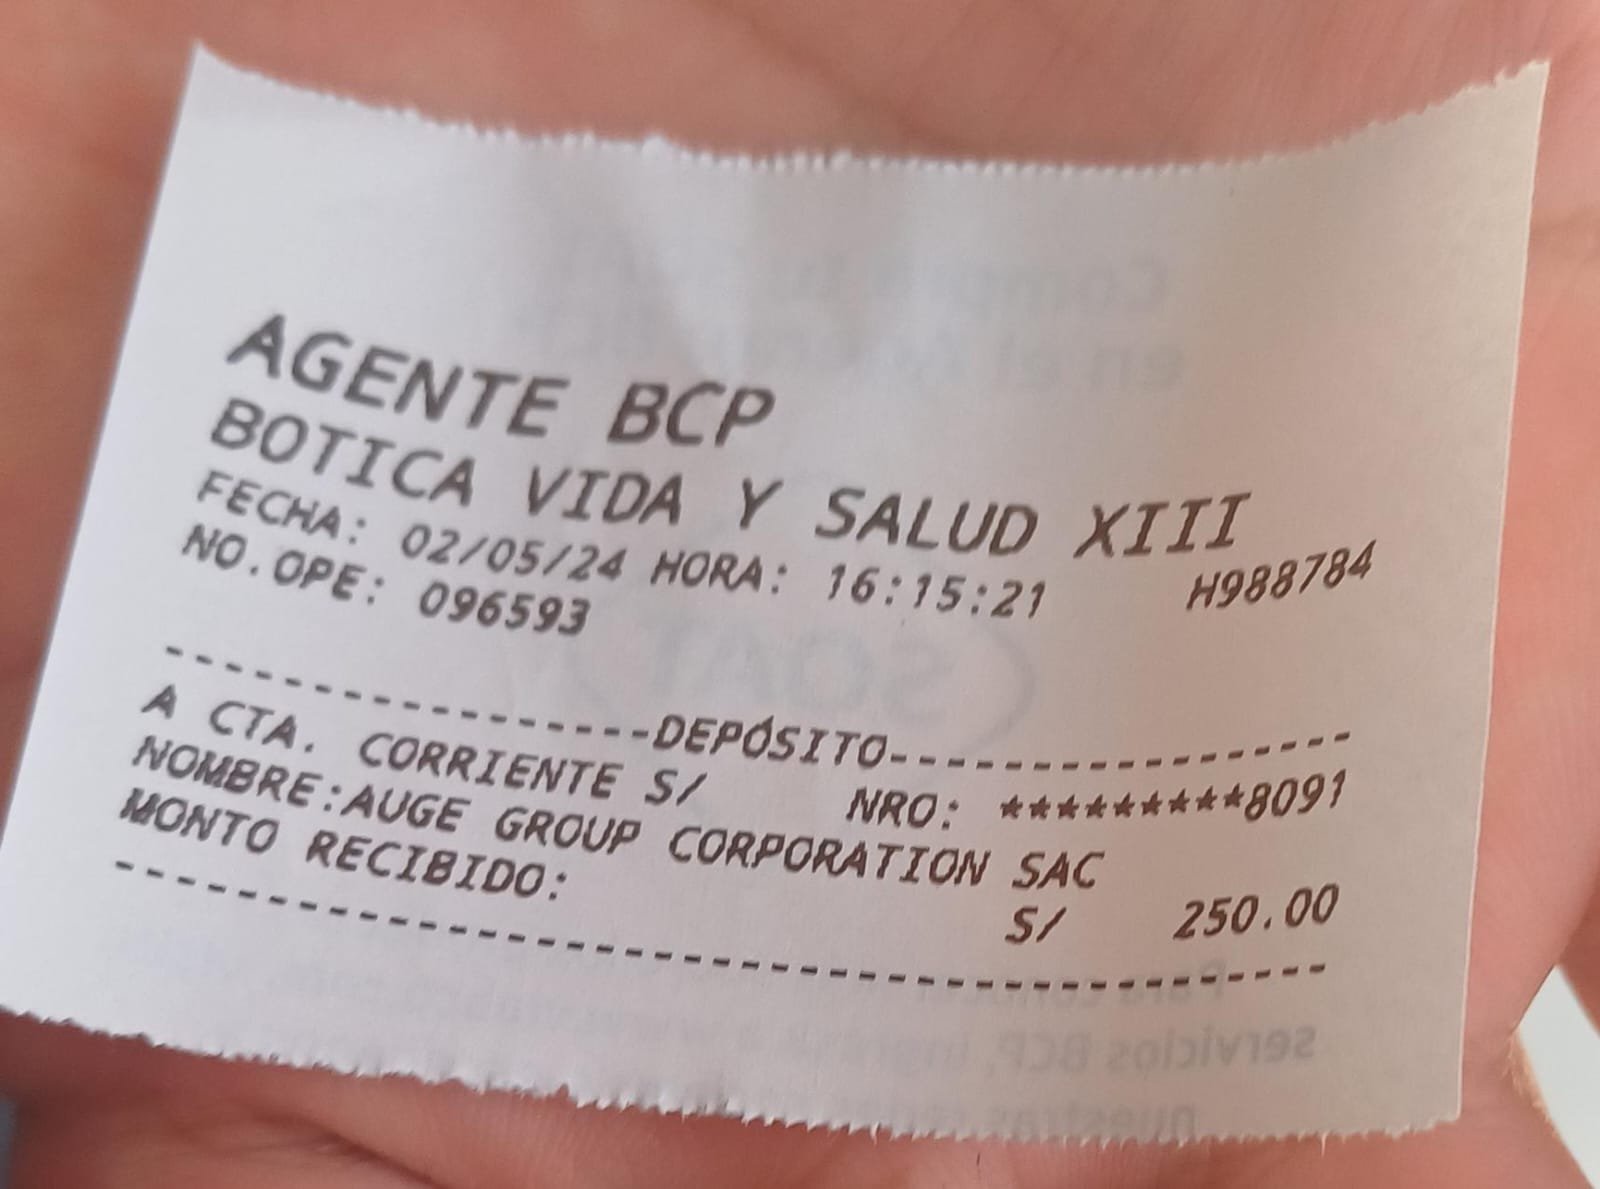 AGENTE BCP
BOTICA VIDA Y SALUD XIII
FECHA: 02/05/24 HORA: 16:15:21 H988784
NO.OPE: 096593
----------------DEPÓSITO----------------
A CTA. CORRIENTE S/ NRO: *********8091
NOMBRE:AUGE GROUP CORPORATION SAC
MONTO RECIBIDO: S/ 250.00
----------------------------------------